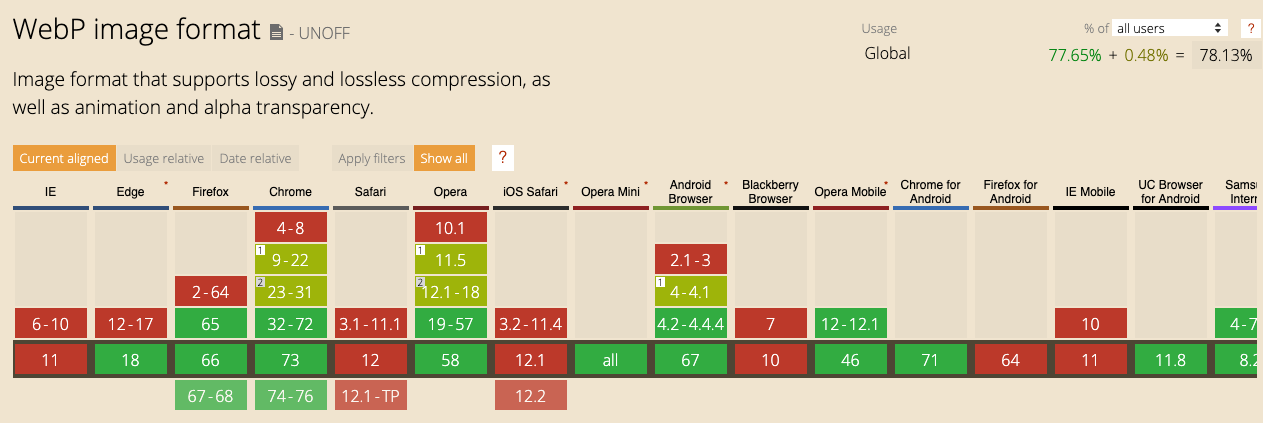 WebP image format - UNOFF
Usage % of all users ?
Global 77.65% + 0.48% = 78.13%
Image format that supports lossy and lossless compression, as
well as animation and alpha transparency.
Current aligned Usage relative Date relative Apply filters Show all ?
IE Edge * Firefox Chrome Safari Opera iOS Safari * Opera Mini * Android Browser * Blackberry Browser Opera Mobile * Chrome for Android Firefox for Android IE Mobile UC Browser for Android
4-8 10.1
1 9-22 1 11.5 2.1-3
2-64 2 23-31 2 12.1-18 1 4-4.1
6-10 12-17 65 32-72 3.1-11.1 19-57 3.2-11.4 4.2-4.4.4 7 12-12.1 10 4-7
11 18 66 73 12 58 12.1 all 67 10 46 71 64 11 11.8 8.2
67-68 74-76 12.1-TP 12.2